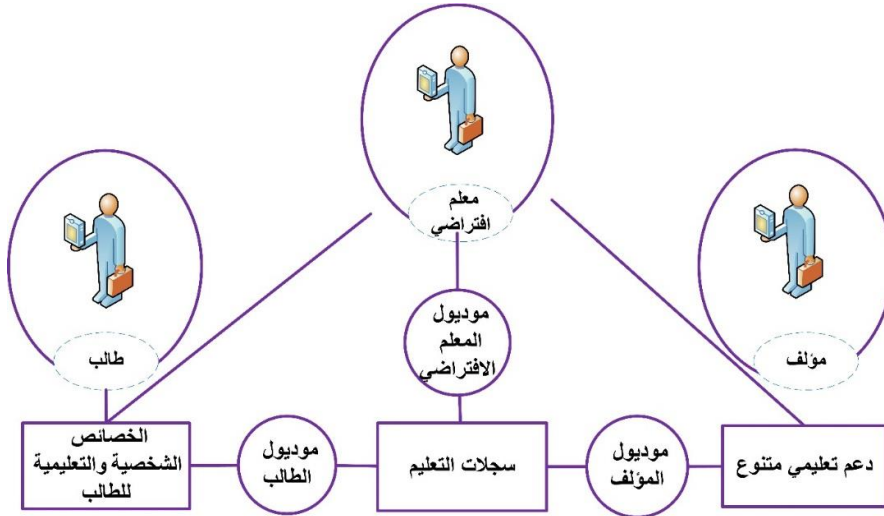 معلم
افتراضي
طالب
مؤلف
موديول
المعلم
الافتراضي
دعم تعليمي متنوع
موديول
المؤلف
سجلات التعليم
موديول
الطالب
الخصائص
الشخصية والتعليمية
للطالب